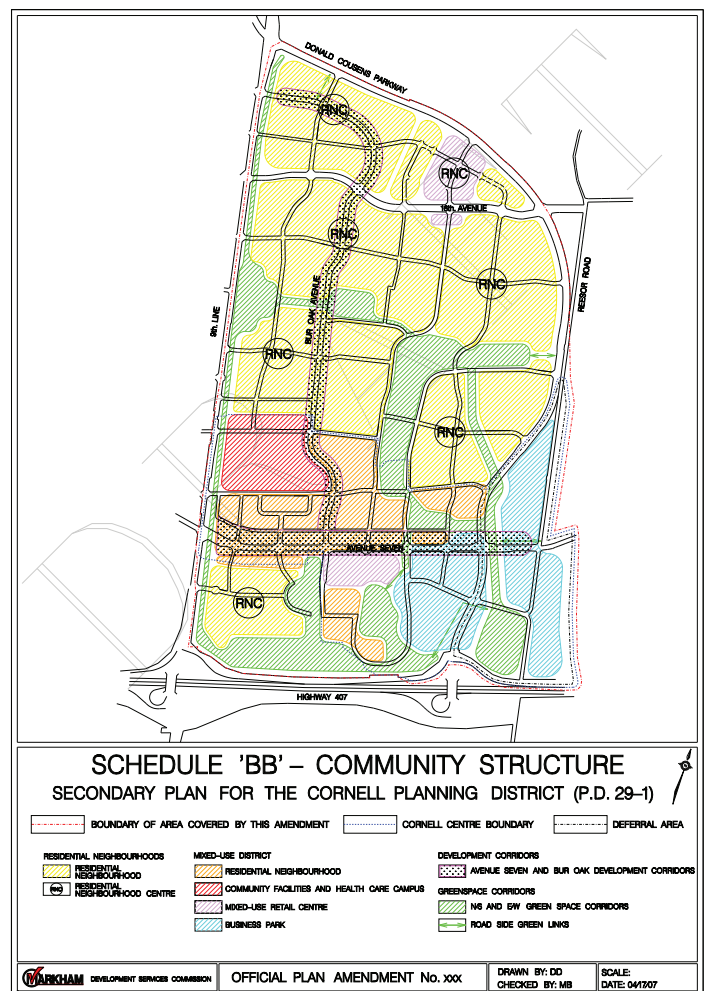 DRAFT
DONALD COUSENS PARKWAY
RNC
RNC
16th. AVENUE
RNC
RNC
REESOR ROAD
BUR OAK AVENUE
9th. LINE
RNC
RNC
AVENUE SEVEN
RNC
HIGHWAY 407
SCHEDULE 'BB' – COMMUNITY STRUCTURE
SECONDARY PLAN FOR THE CORNELL PLANNING DISTRICT (P.D. 29–1)
BOUNDARY OF AREA COVERED BY THIS AMENDMENT
CORNELL CENTRE BOUNDARY
DEFERRAL AREA
RESIDENTIAL NEIGHBOURHOODS
RESIDENTIAL
NEIGHBOURHOOD
RNC
RESIDENTIAL
NEIGHBOURHOOD CENTRE
MIXED-USE DISTRICT
RESIDENTIAL NEIGHBOURHOOD
COMMUNITY FACILITIES AND HEALTH CARE CAMPUS
MIXED-USE RETAIL CENTRE
BUSINESS PARK
DEVELOPMENT CORRIDORS
AVENUE SEVEN AND BUR OAK DEVELOPMENT CORRIDORS
GREENSPACE CORRIDORS
N/S AND E/W GREEN SPACE CORRIDORS
ROAD SIDE GREEN LINKS
MARKHAM DEVELOPMENT SERVICES COMMISSION
OFFICIAL PLAN AMENDMENT No. xxx
DRAWN BY: DD
CHECKED BY: MB
SCALE:
DATE: 04/17/07